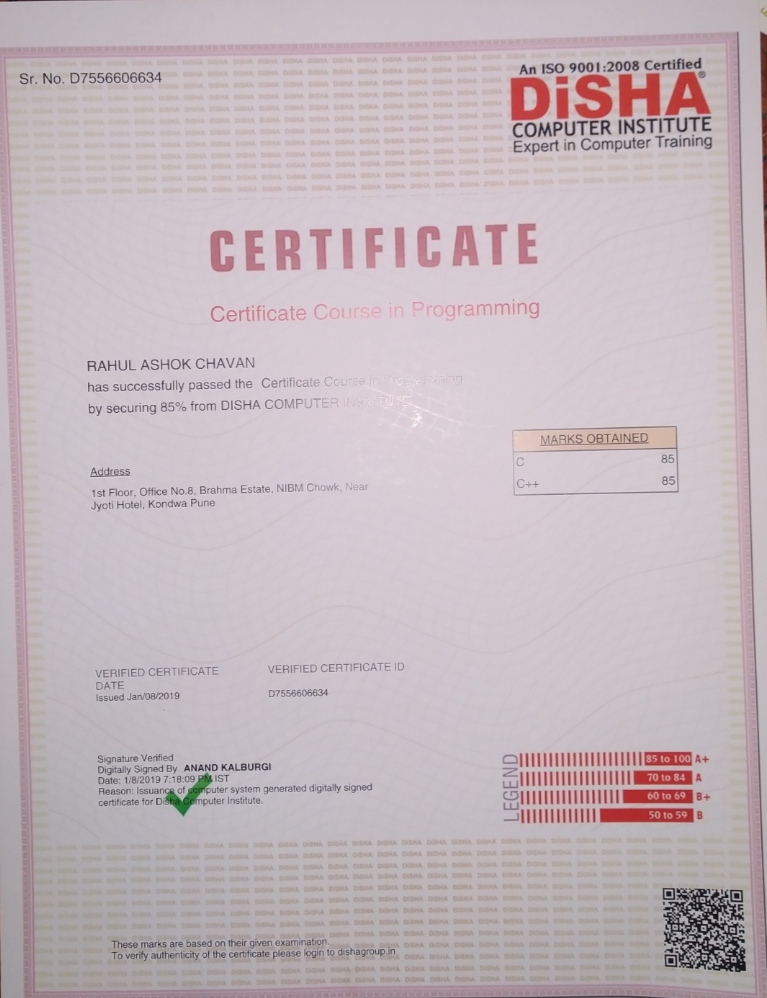 Sr. No. D7556606634
An ISO 9001:2008 Certified
DiSHA®
COMPUTER INSTITUTE
Expert in Computer Training
CERTIFICATE
Certificate Course in Programming
RAHUL ASHOK CHAVAN
has successfully passed the Certificate Course In Programming
by securing 85% from DISHA COMPUTER INSTITUTE
MARKS OBTAINED
C 85
C++ 85
Address
1st Floor, Office No.8, Brahma Estate, NIBM Chowk, Near
Jyoti Hotel, Kondwa Pune
VERIFIED CERTIFICATE
DATE
Issued Jan/08/2019
VERIFIED CERTIFICATE ID
D7556606634
Signature Verified
Digitally Signed By ANAND KALBURGI
Date: 1/8/2019 7:18:09 PM IST
Reason: Issuance of computer system generated digitally signed
certificate for Disha Computer Institute.
LEGEND
85 to 100 A+
70 to 84 A
60 to 69 B+
50 to 59 B
These marks are based on their given examination.
To verify authenticity of the certificate please login to dishagroup.in